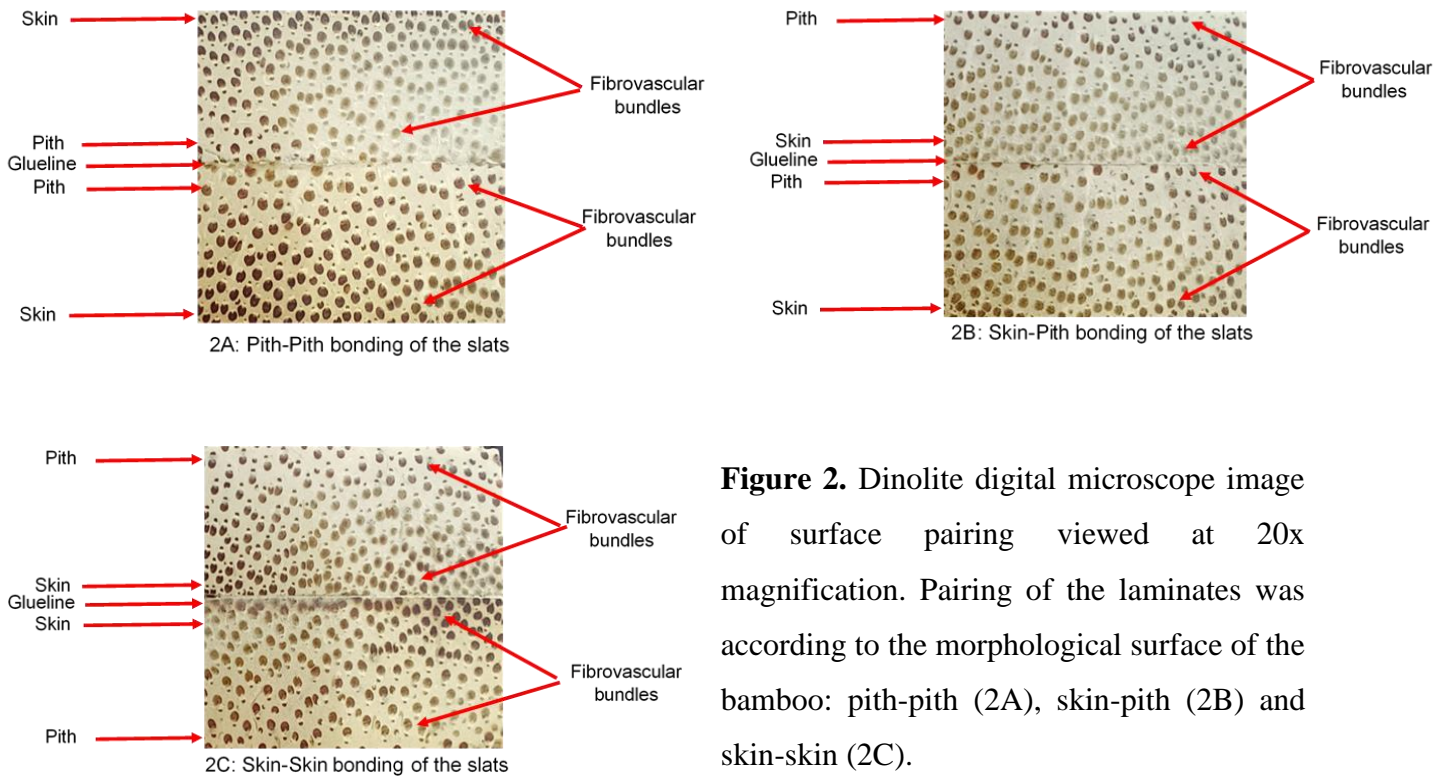 Skin
Fibrovascular
bundles
Pith
Glueline
Pith
Fibrovascular
bundles
Skin
2A: Pith-Pith bonding of the slats
Pith
Fibrovascular
bundles
Skin
Glueline
Pith
Fibrovascular
bundles
Skin
2B: Skin-Pith bonding of the slats
Pith
Fibrovascular
bundles
Skin
Glueline
Skin
Fibrovascular
bundles
Pith
2C: Skin-Skin bonding of the slats
Figure 2. Dinolite digital microscope image
of surface pairing viewed at 20x
magnification. Pairing of the laminates was
according to the morphological surface of the
bamboo: pith-pith (2A), skin-pith (2B) and
skin-skin (2C).